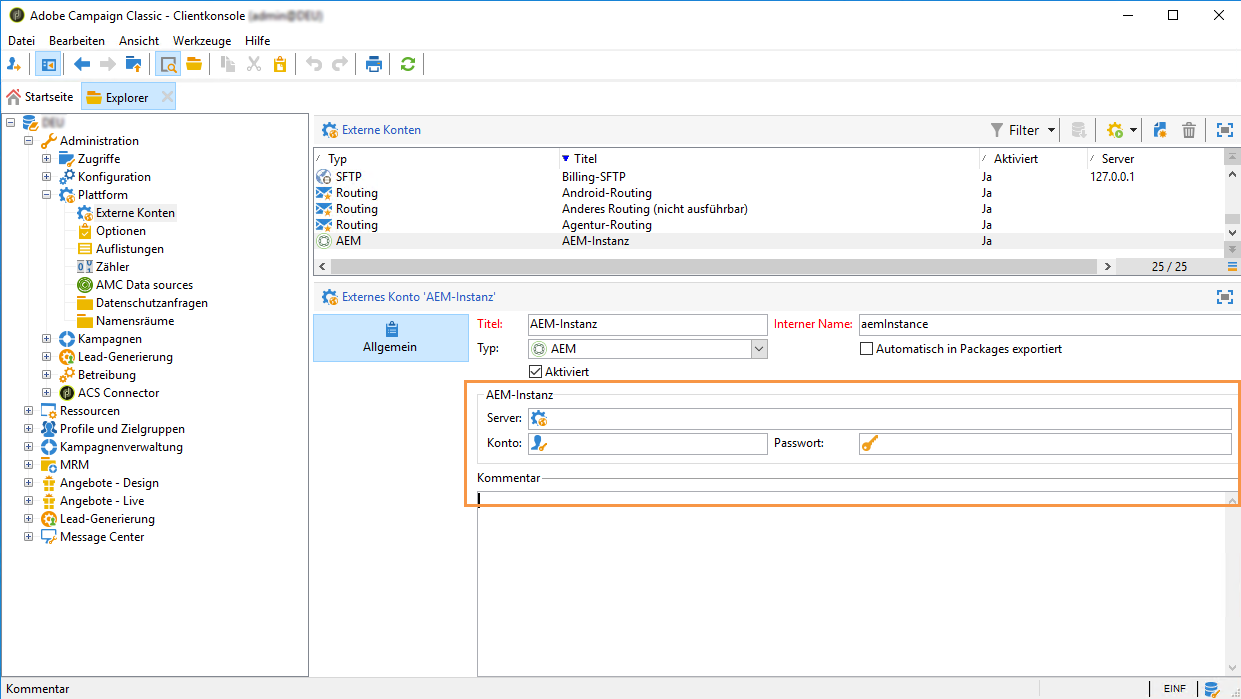 Adobe Campaign Classic - Clientkonsole (admin@DEU)
Datei Bearbeiten Ansicht Werkzeuge Hilfe
Startseite Explorer
DEU
Administration
Zugriffe
Konfiguration
Plattform
Externe Konten
Optionen
Auflistungen
Zähler
AMC Data sources
Datenschutzanfragen
Namensräume
Kampagnen
Lead-Generierung
Betreibung
ACS Connector
Ressourcen
Profile und Zielgruppen
Kampagnenverwaltung
MRM
Angebote - Design
Angebote - Live
Lead-Generierung
Message Center
Externe Konten Filter
Typ Titel Aktiviert Server
SFTP Billing-SFTP Ja 127.0.0.1
Routing Android-Routing Ja
Routing Anderes Routing (nicht ausführbar) Ja
Routing Agentur-Routing Ja
AEM AEM-Instanz Ja
25 / 25
Externes Konto 'AEM-Instanz'
Allgemein
Titel: AEM-Instanz Interner Name: aemInstance
Typ: AEM Automatisch in Packages exportiert
Aktiviert
AEM-Instanz
Server:
Konto: Passwort:
Kommentar
Kommentar EINF